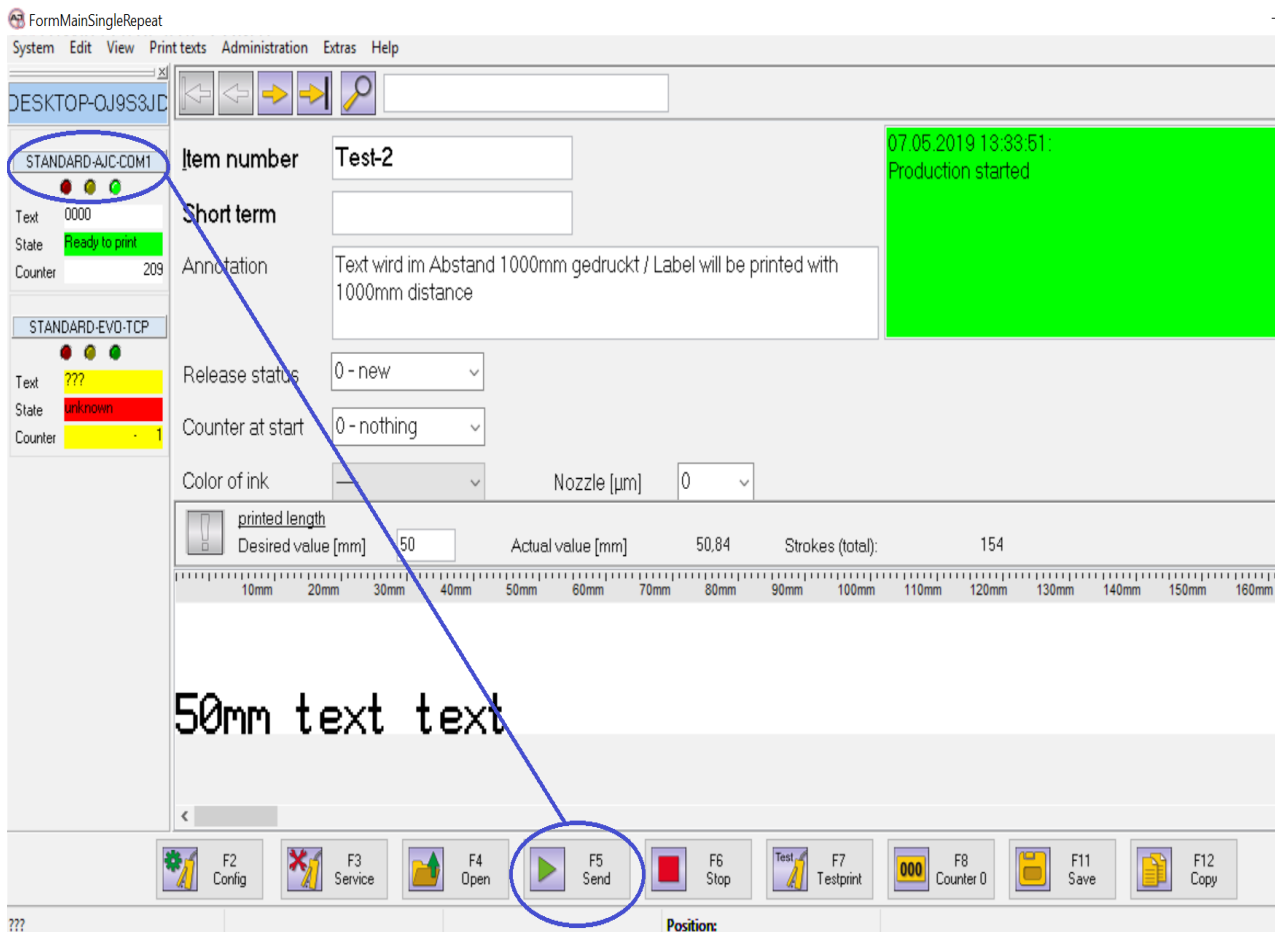 FormMainSingleRepeat
System Edit View Print texts Administration Extras Help
DESKTOP-OJ9S3JD
STANDARD-AJC-COM1
Text 0000
State Ready to print
Counter 209
STANDARD-EVO-TCP
Text ???
State unknown
Counter - 1
Item number Test-2
Short term
Annotation Text wird im Abstand 1000mm gedruckt / Label will be printed with
1000mm distance
07.05.2019 13:33:51:
Production started
Release status 0 - new
Counter at start 0 - nothing
Color of ink — Nozzle [µm] 0
printed length
Desired value [mm] 50 Actual value [mm] 50,84 Strokes (total): 154
10mm 20mm 30mm 40mm 50mm 60mm 70mm 80mm 90mm 100mm 110mm 120mm 130mm 140mm 150mm 160mm
50mm text text
F2 Config
F3 Service
F4 Open
F5 Send
F6 Stop
Test F7 Testprint
000 F8 Counter 0
F11 Save
F12 Copy
??? Position: